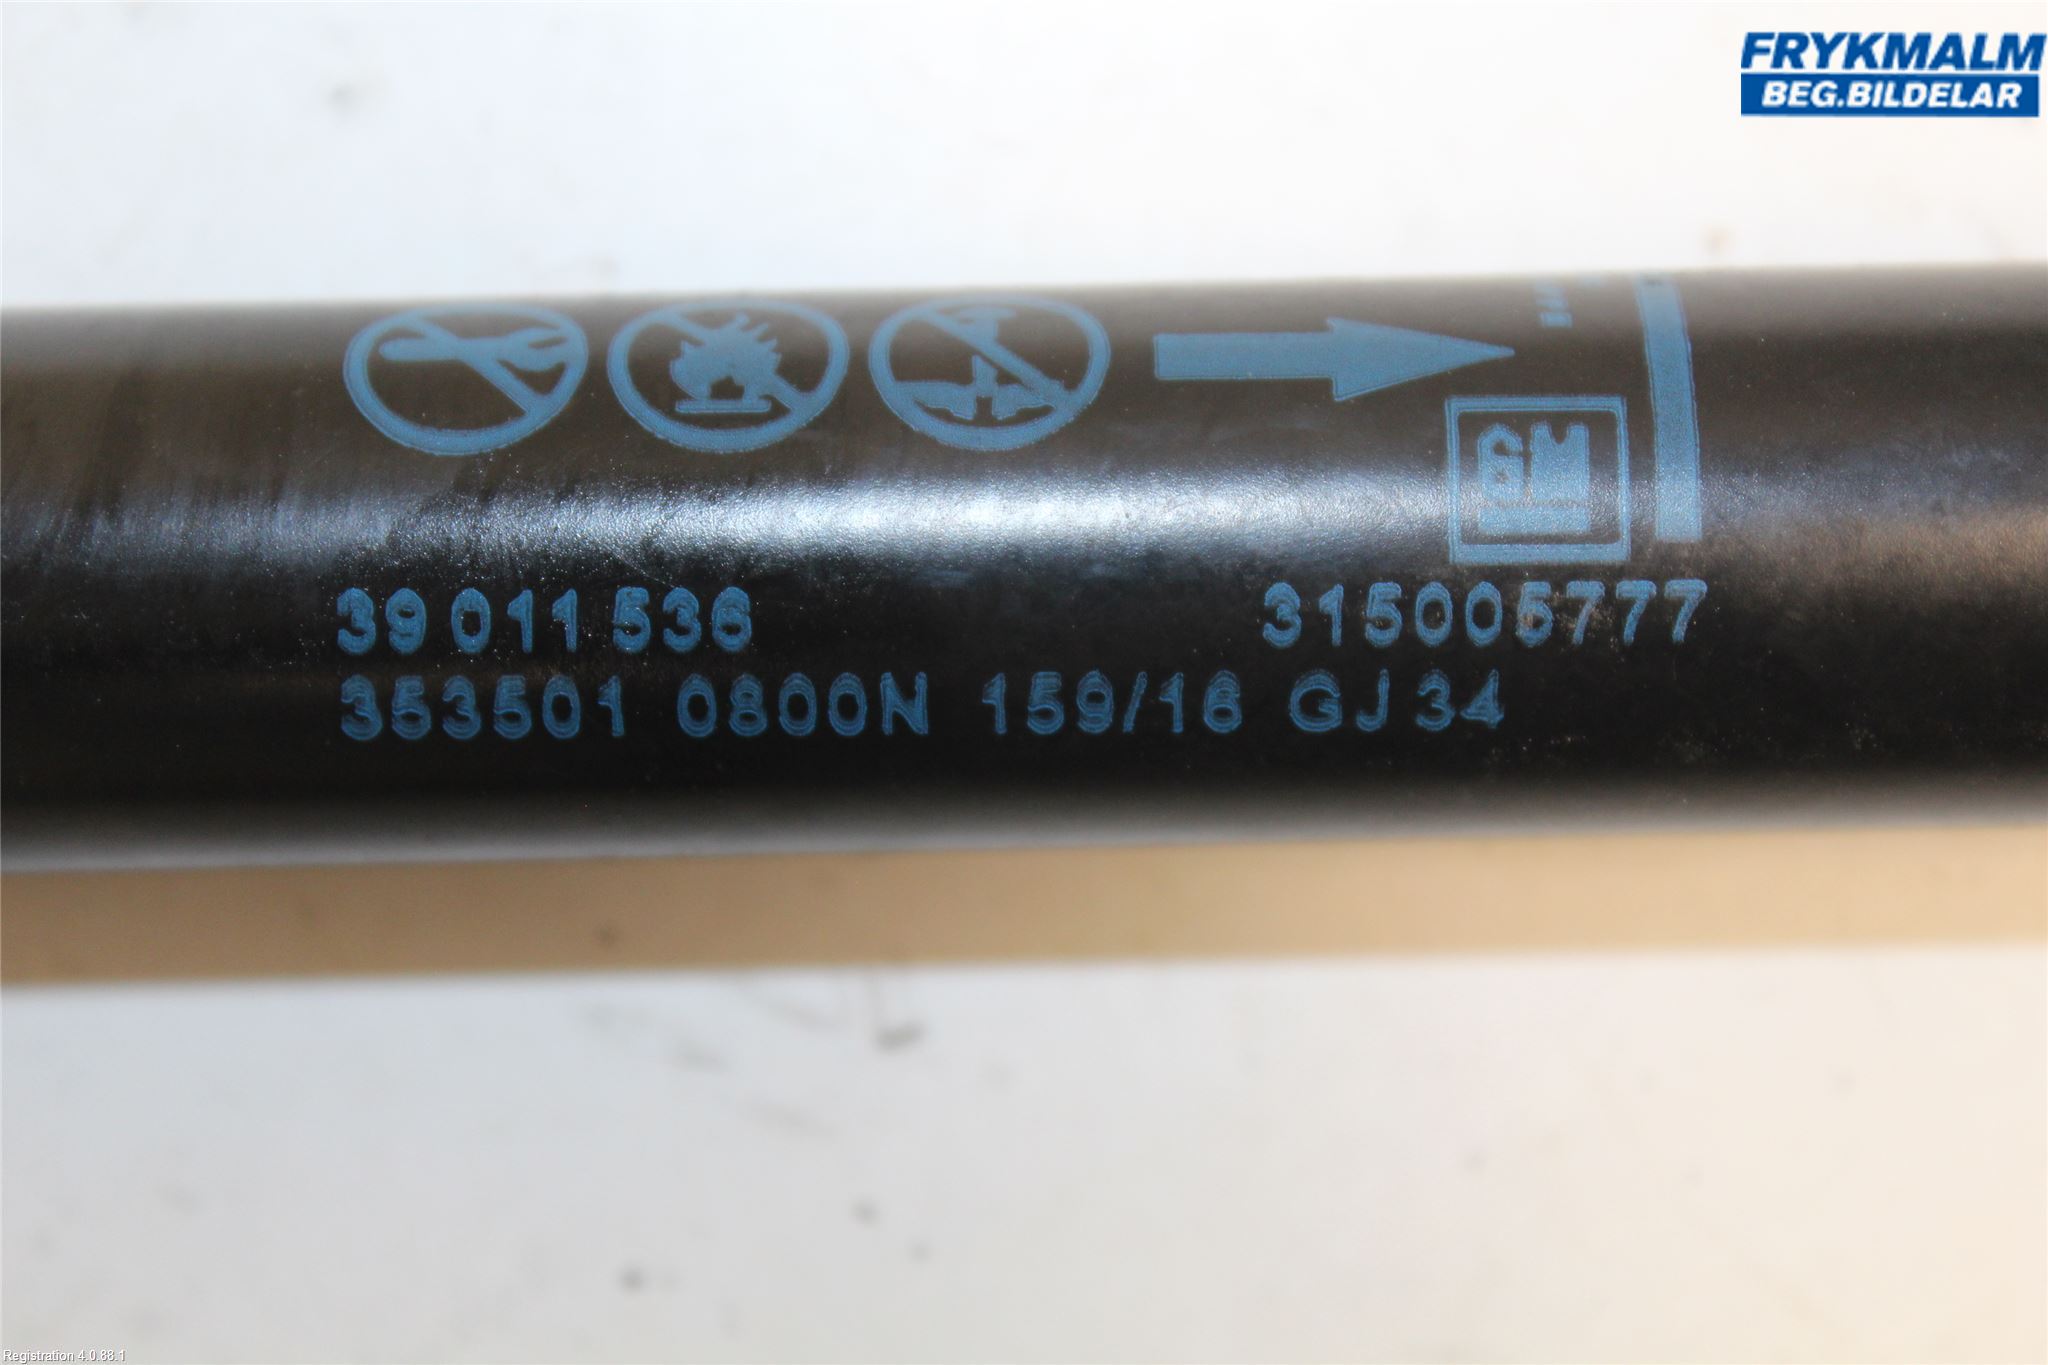 FRYKMALM
BEG.BILDELAR
GM
39 011 536 315005777
353501 0800N 159/16 GJ34
Registration 4.0.88.1